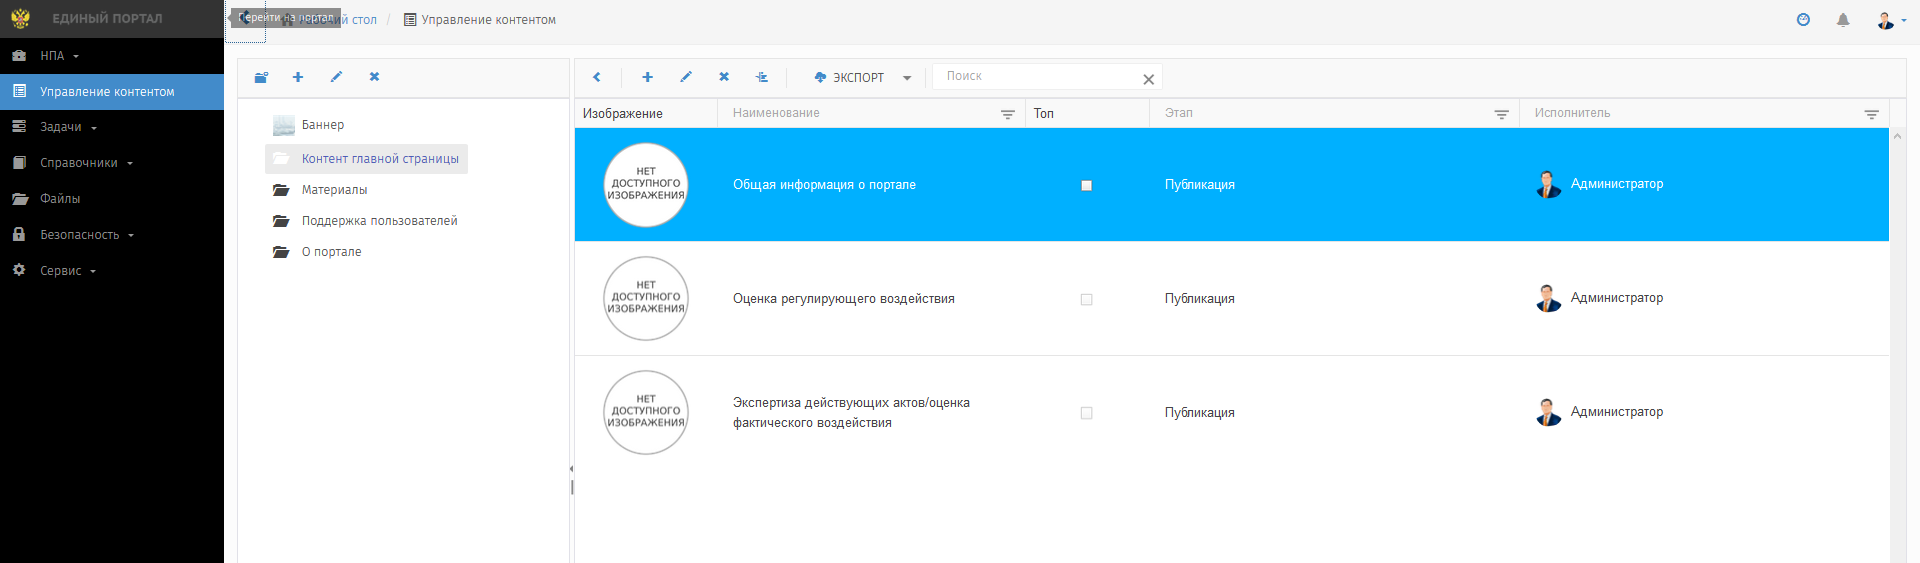 ЕДИНЫЙ ПОРТАЛ
Перейти на портал
Рабочий стол / Управление контентом
НПА
Управление контентом
Задачи
Справочники
Файлы
Безопасность
Сервис
Баннер
Контент главной страницы
Материалы
Поддержка пользователей
О портале
ЭКСПОРТ
Поиск
Изображение Наименование Топ Этап Исполнитель
НЕТ
ДОСТУПНОГО
ИЗОБРАЖЕНИЯ
Общая информация о портале Публикация Администратор
НЕТ
ДОСТУПНОГО
ИЗОБРАЖЕНИЯ
Оценка регулирующего воздействия Публикация Администратор
НЕТ
ДОСТУПНОГО
ИЗОБРАЖЕНИЯ
Экспертиза действующих актов/оценка
фактического воздействия
Публикация Администратор